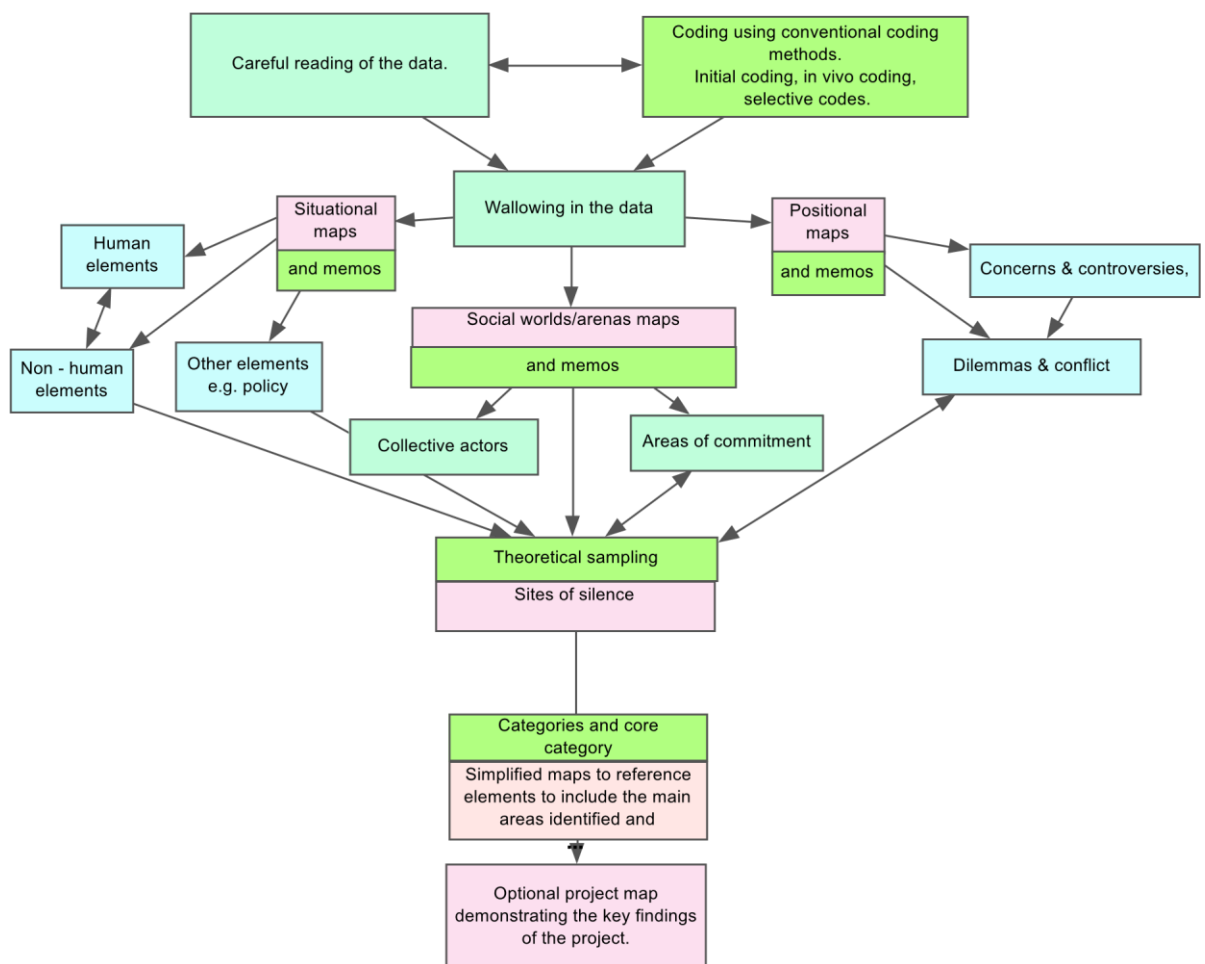 Careful reading of the data.
Coding using conventional coding
methods.
Initial coding, in vivo coding,
selective codes.
Wallowing in the data
Situational
maps
and memos
Positional
maps
and memos
Human
elements
Concerns & controversies,
Social worlds/arenas maps
and memos
Non - human
elements
Other elements
e.g. policy
Dilemmas & conflict
Collective actors
Areas of commitment
Theoretical sampling
Sites of silence
Categories and core
category
Simplified maps to reference
elements to include the main
areas identified and
...
Optional project map
demonstrating the key findings
of the project.